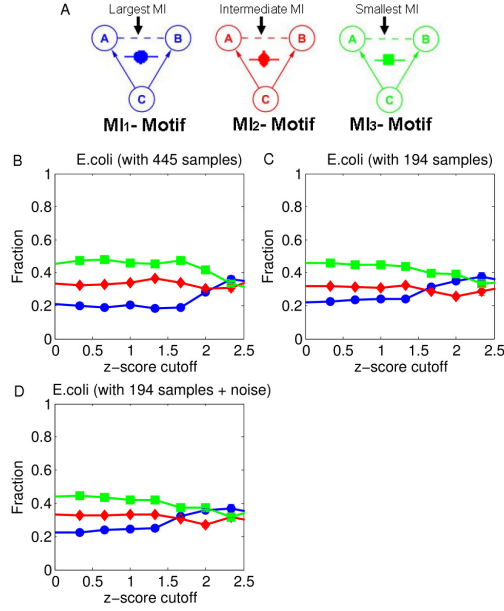 A
Largest MI
Intermediate MI
Smallest MI
A B A B A B
C C C
MI1- Motif
MI2- Motif
MI3- Motif
B
E.coli (with 445 samples)
Fraction
1
0.8
0.6
0.4
0.2
0
0 0.5 1 1.5 2 2.5
z-score cutoff
C
E.coli (with 194 samples)
Fraction
1
0.8
0.6
0.4
0.2
0
0 0.5 1 1.5 2 2.5
z-score cutoff
D
E.coli (with 194 samples + noise)
Fraction
1
0.8
0.6
0.4
0.2
0
0 0.5 1 1.5 2 2.5
z-score cutoff